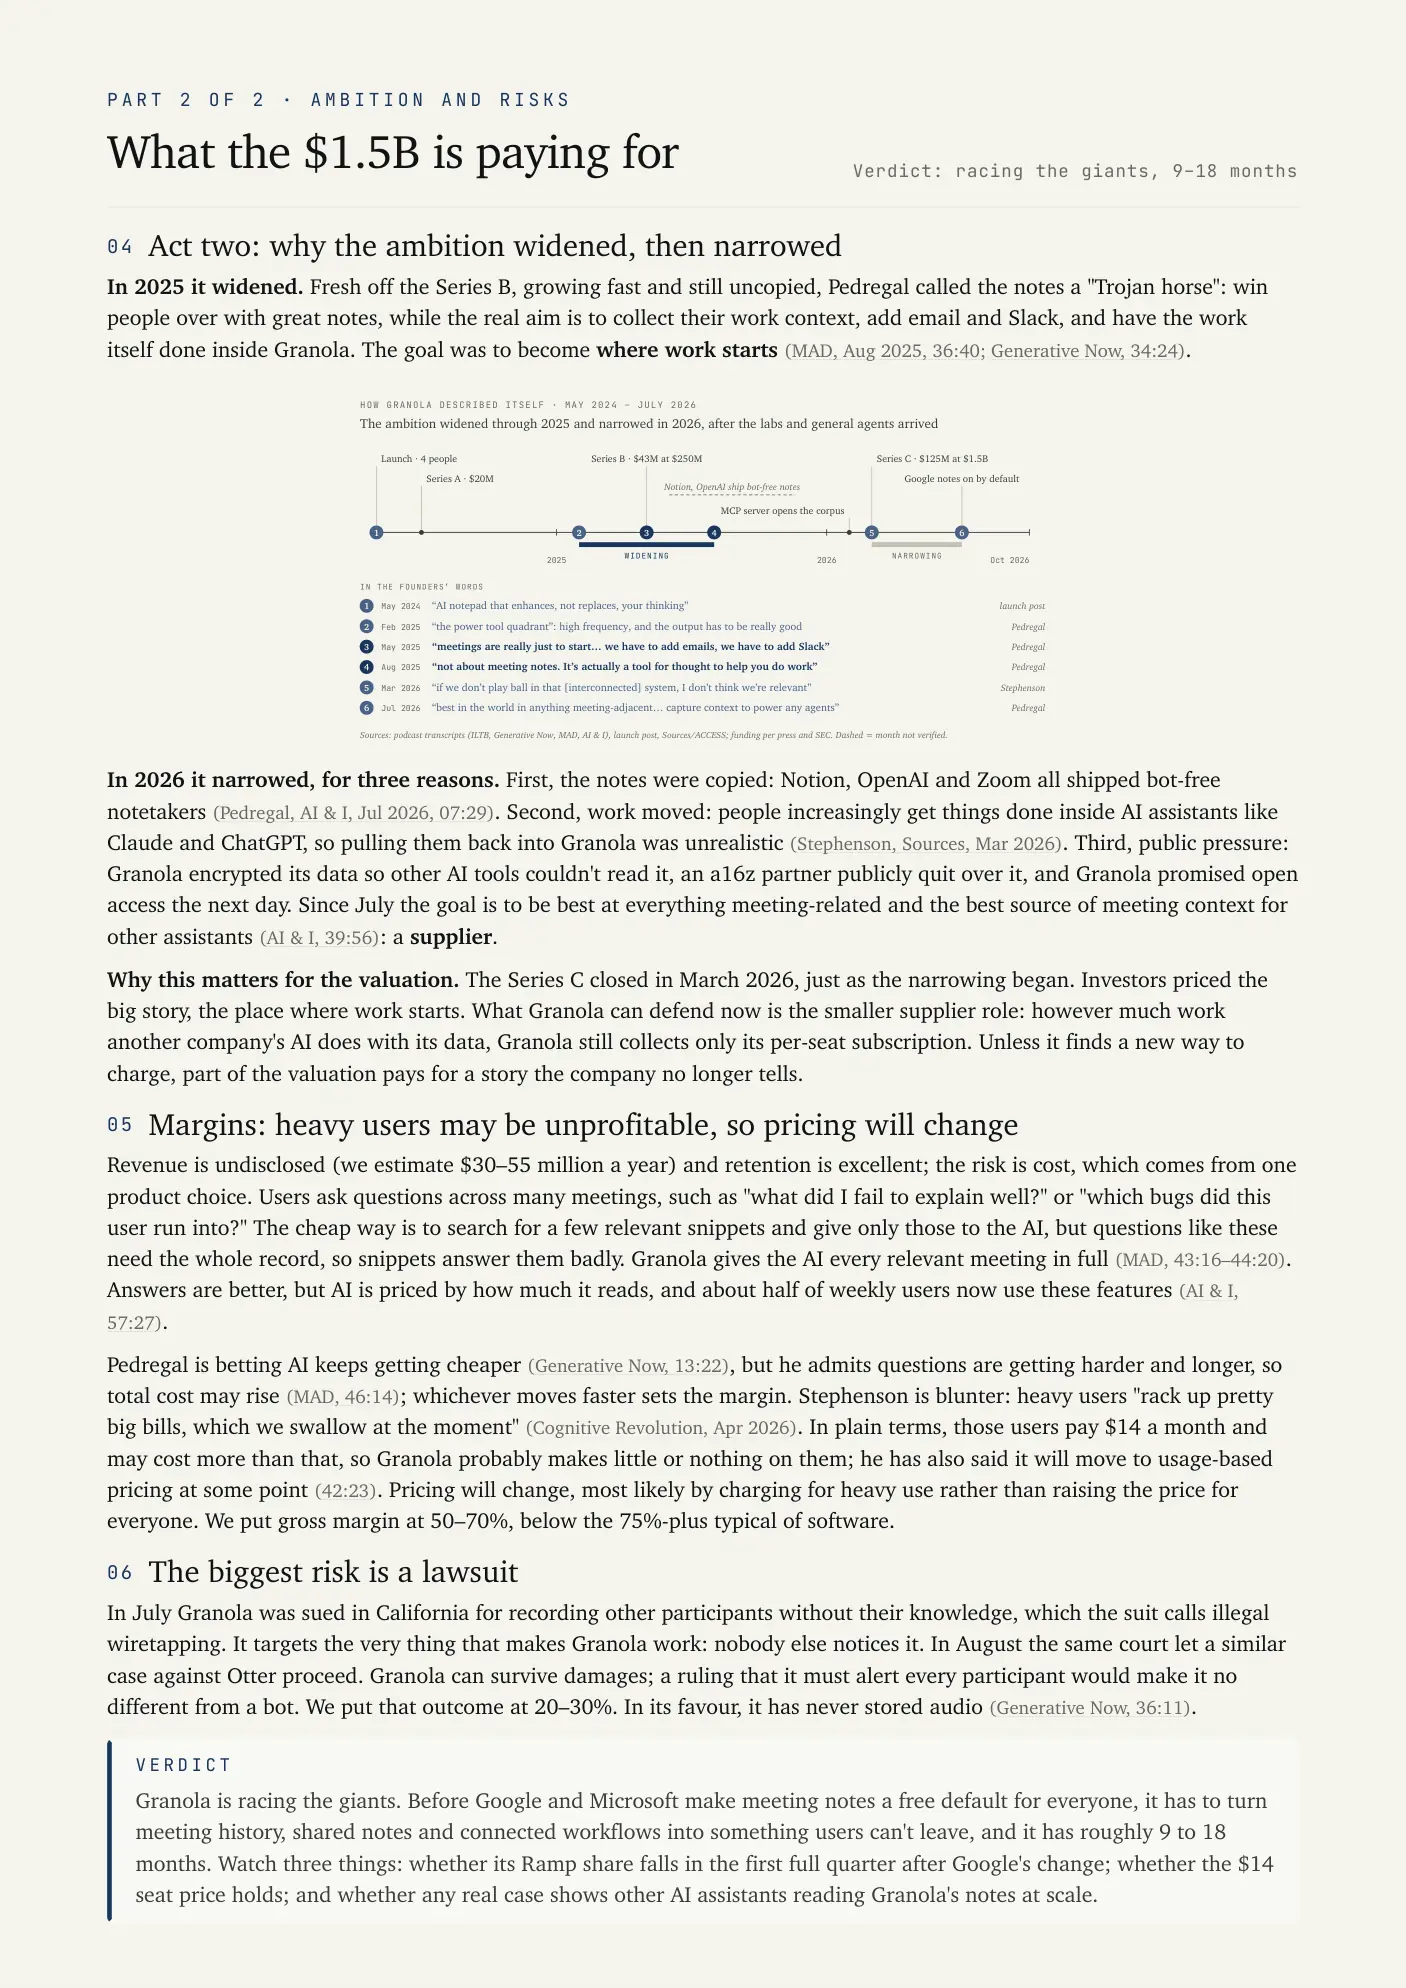 PART 2 OF 2 · AMBITION AND RISKS
What the $1.5B is paying for
Verdict: racing the giants, 9–18 months
04 Act two: why the ambition widened, then narrowed
In 2025 it widened. Fresh off the Series B, growing fast and still uncopied, Pedregal called the notes a "Trojan horse": win
people over with great notes, while the real aim is to collect their work context, add email and Slack, and have the work
itself done inside Granola. The goal was to become where work starts (MAD, Aug 2025, 36:40; Generative Now, 34:24).
HOW GRANOLA DESCRIBED ITSELF · MAY 2024 – JULY 2026
The ambition widened through 2025 and narrowed in 2026, after the labs and general agents arrived
Launch · 4 people
Series B · $43M at $250M
Series C · $125M at $1.5B
Series A · $20M
Google notes on by default
Notion, OpenAI ship bot-free notes
MCP server opens the corpus
1
2
3
4
5
6
WIDENING
NARROWING
2025
2026
Oct 2026
IN THE FOUNDERS' WORDS
1 May 2024 “AI notepad that enhances, not replaces, your thinking” launch post
2 Feb 2025 “the power tool quadrant”: high frequency, and the output has to be really good Pedregal
3 May 2025 “meetings are really just to start… we have to add emails, we have to add Slack” Pedregal
4 Aug 2025 “not about meeting notes. It’s actually a tool for thought to help you do work” Pedregal
5 Mar 2026 “if we don’t play ball in that [interconnected] system, I don’t think we’re relevant” Stephenson
6 Jul 2026 “best in the world in anything meeting-adjacent… capture context to power any agents” Pedregal
Sources: podcast transcripts (ILTB, Generative Now, MAD, AI & I), launch post, Sources/ACCESS; funding per press and SEC. Dashed = month not verified.
In 2026 it narrowed, for three reasons. First, the notes were copied: Notion, OpenAI and Zoom all shipped bot-free
notetakers (Pedregal, AI & I, Jul 2026, 07:29). Second, work moved: people increasingly get things done inside AI assistants like
Claude and ChatGPT, so pulling them back into Granola was unrealistic (Stephenson, Sources, Mar 2026). Third, public pressure:
Granola encrypted its data so other AI tools couldn't read it, an a16z partner publicly quit over it, and Granola promised open
access the next day. Since July the goal is to be best at everything meeting-related and the best source of meeting context for
other assistants (AI & I, 39:56): a supplier.
Why this matters for the valuation. The Series C closed in March 2026, just as the narrowing began. Investors priced the
big story, the place where work starts. What Granola can defend now is the smaller supplier role: however much work
another company's AI does with its data, Granola still collects only its per-seat subscription. Unless it finds a new way to
charge, part of the valuation pays for a story the company no longer tells.
05 Margins: heavy users may be unprofitable, so pricing will change
Revenue is undisclosed (we estimate $30–55 million a year) and retention is excellent; the risk is cost, which comes from one
product choice. Users ask questions across many meetings, such as "what did I fail to explain well?" or "which bugs did this
user run into?" The cheap way is to search for a few relevant snippets and give only those to the AI, but questions like these
need the whole record, so snippets answer them badly. Granola gives the AI every relevant meeting in full (MAD, 43:16–44:20).
Answers are better, but AI is priced by how much it reads, and about half of weekly users now use these features (AI & I,
57:27).
Pedregal is betting AI keeps getting cheaper (Generative Now, 13:22), but he admits questions are getting harder and longer, so
total cost may rise (MAD, 46:14); whichever moves faster sets the margin. Stephenson is blunter: heavy users "rack up pretty
big bills, which we swallow at the moment" (Cognitive Revolution, Apr 2026). In plain terms, those users pay $14 a month and
may cost more than that, so Granola probably makes little or nothing on them; he has also said it will move to usage-based
pricing at some point (42:23). Pricing will change, most likely by charging for heavy use rather than raising the price for
everyone. We put gross margin at 50–70%, below the 75%-plus typical of software.
06 The biggest risk is a lawsuit
In July Granola was sued in California for recording other participants without their knowledge, which the suit calls illegal
wiretapping. It targets the very thing that makes Granola work: nobody else notices it. In August the same court let a similar
case against Otter proceed. Granola can survive damages; a ruling that it must alert every participant would make it no
different from a bot. We put that outcome at 20–30%. In its favour, it has never stored audio (Generative Now, 36:11).
VERDICT
Granola is racing the giants. Before Google and Microsoft make meeting notes a free default for everyone, it has to turn
meeting history, shared notes and connected workflows into something users can't leave, and it has roughly 9 to 18
months. Watch three things: whether its Ramp share falls in the first full quarter after Google's change; whether the $14
seat price holds; and whether any real case shows other AI assistants reading Granola's notes at scale.